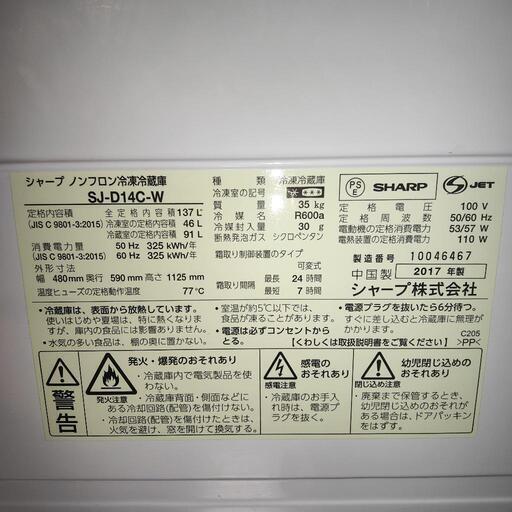 シャープ ノンフロン冷凍冷蔵庫
SJ-D14C-W
定格内容積 全定格内容積 137 L
(JIS C 9801-3:2015) 冷凍室の定格内容積 46 L
冷蔵室の定格内容積 91 L
消費電力量 50 Hz 325 kWh/年
(JIS C 9801-3:2015) 60 Hz 325 kWh/年
外形寸法
幅 480mm 奥行 590mm 高さ 1125 mm
温度ヒューズの定格動作温度 77℃
種類 冷凍冷蔵庫
冷凍室の記号
質量 35 kg
冷媒名 R600a
冷媒封入量 30 g
断熱発泡ガス シクロペンタン
霜取り制御装置のタイプ
可変式
霜取り間隔 最長 24 時間
最短 7 時間
PS E SHARP S JET
定格電圧 100 V
定格周波数 50/60 Hz
電動機の定格消費電力 53/57 W
電熱装置の定格消費電力 110 W
製造番号 10046467
中国製 2017 年製
シャープ株式会社
• 冷蔵庫は、表面から放熱しています。
使いはじめや夏場は、特に熱くなりま
すが、庫内の食品には影響ありません。
• 水気の多い食品は、棚の奥に置かない。
• 室温が約5℃以下では、
食品が凍ることがあります。
• 電源は必ずコンセントから
とる。
• 電源プラグを抜いたら6分待つ。
すぐに差し込むと冷蔵庫に無理が
かかります。
【くわしくは取扱説明書をご覧ください】
C205
>PP<
警告
発火・爆発のおそれあり
発火注意
• 冷蔵庫内で電気製品を使
わない。
• 冷蔵庫背面・側面などに
ある冷却回路(配管)を傷付けない。
冷却回路(配管)を傷付けたときは、
火気を避け、窓を開けて換気する。
感電の
おそれあり
感電注意
• 冷蔵庫のお手入
れ時は、電源プラ
グを抜く。
幼児閉じ込めの
おそれあり
閉じ込め注意
• 廃棄まで保管するとき、
幼児閉じ込めのおそれが
ある場合は、ドアパッキン
をはずす。